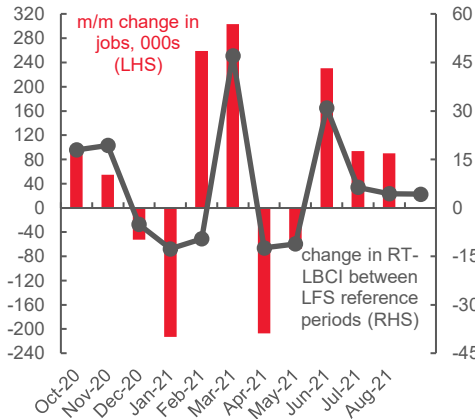 320
280
240
200
160
120
80
40
0
-40
-80
-120
-160
-200
-240
m/m change in
jobs, 000s
(LHS)
60
45
30
15
0
-15
-30
-45
change in RT-
LBCI between
LFS reference
periods (RHS)
Oct-20
Nov-20
Dec-20
Jan-21
Feb-21
Mar-21
Apr-21
May-21
Jun-21
Jul-21
Aug-21